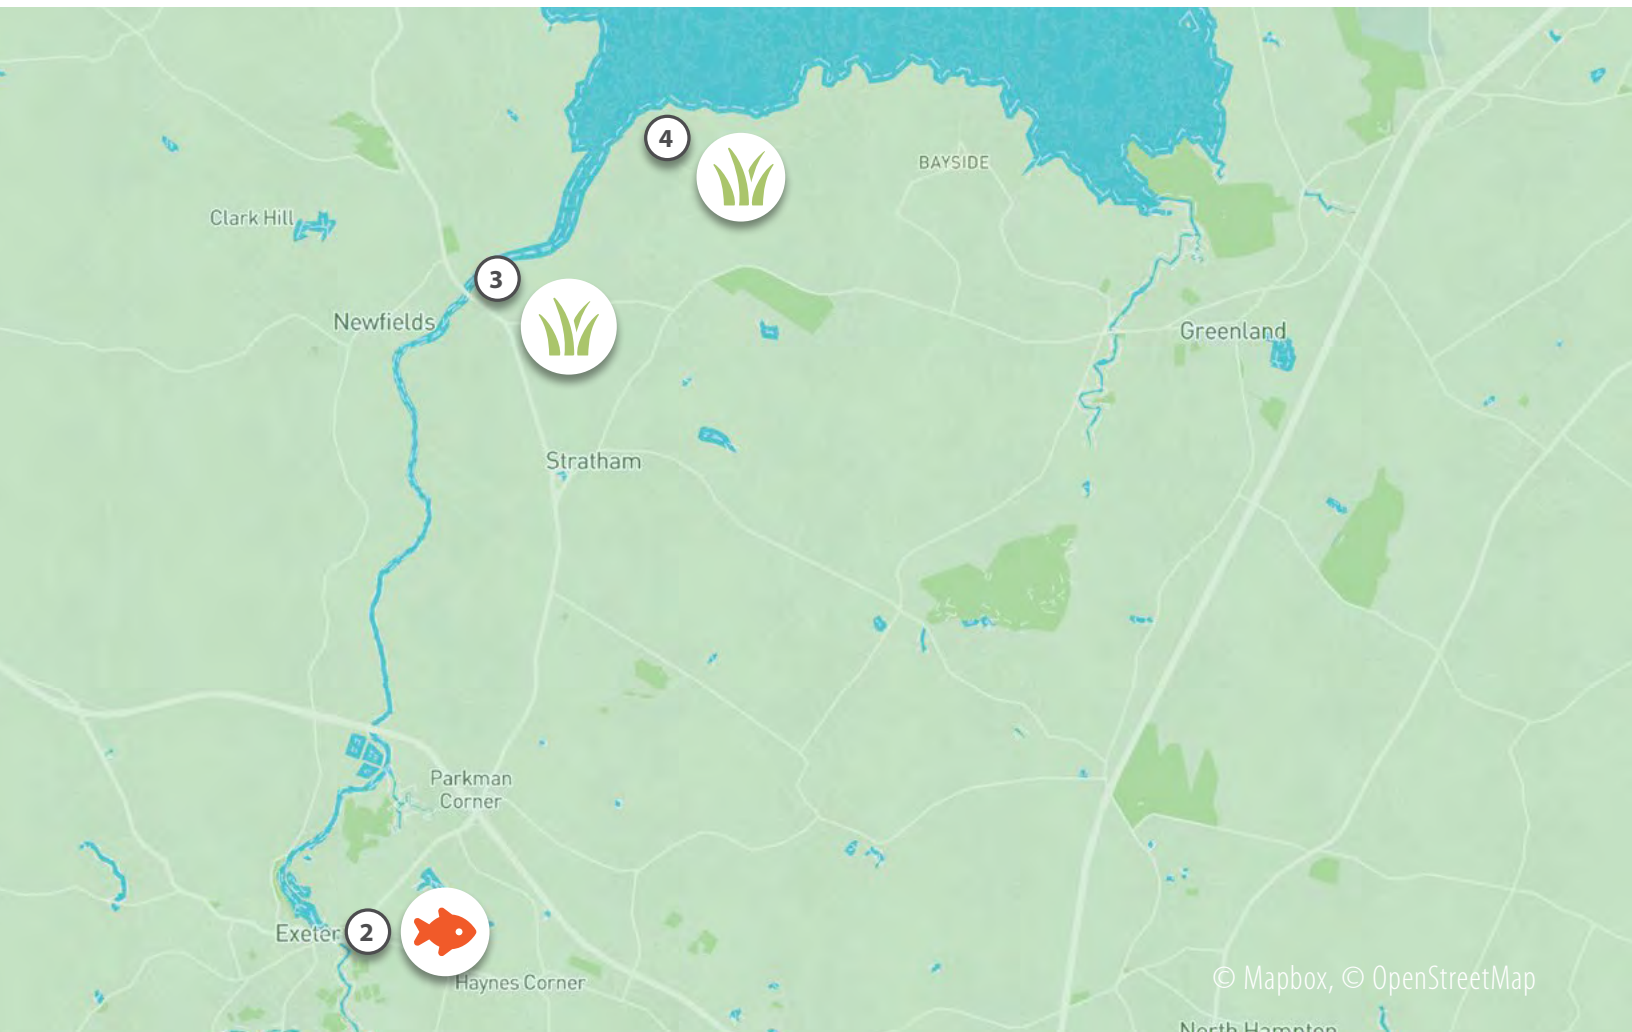 4
BAYSIDE
Clark Hill
3
Newfields
Greenland
Stratham
Parkman
Corner
Exeter
2
Haynes Corner
© Mapbox, © OpenStreetMap
North Hampton